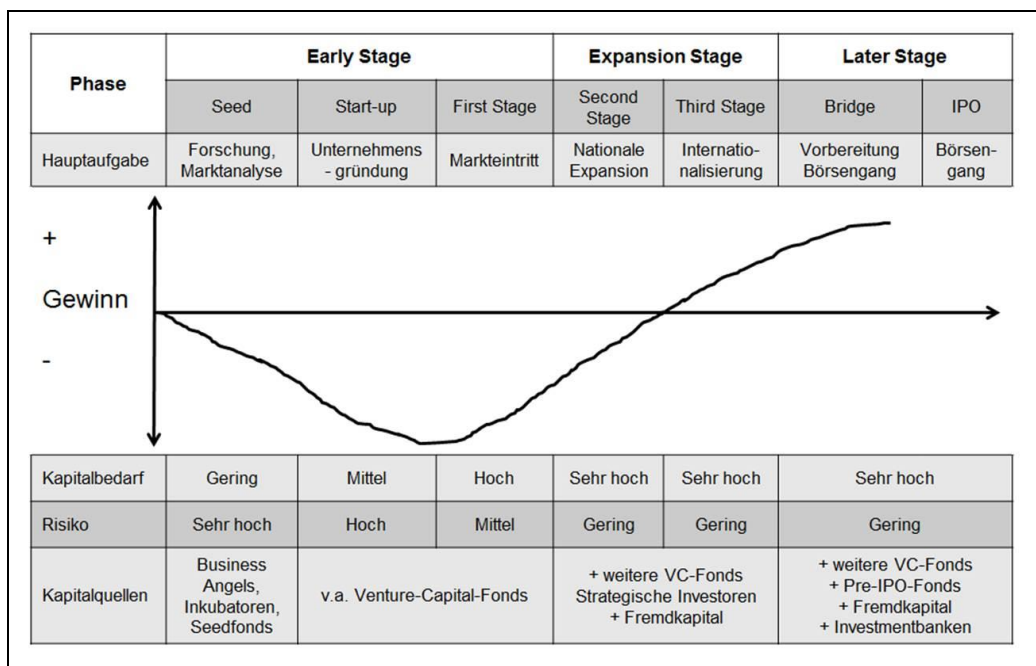 Phase
Early Stage
Expansion Stage
Later Stage
Seed
Start-up
First Stage
Second
Stage
Third Stage
Bridge
IPO
Hauptaufgabe
Forschung,
Marktanalyse
Unternehmens
- gründung
Markteintritt
Nationale
Expansion
Internatio-
nalisierung
Vorbereitung
Börsengang
Börsen-
gang
+
Gewinn
-
Kapitalbedarf
Gering
Mittel
Hoch
Sehr hoch
Sehr hoch
Sehr hoch
Risiko
Sehr hoch
Hoch
Mittel
Gering
Gering
Gering
Kapitalquellen
Business
Angels,
Inkubatoren,
Seedfonds
v.a. Venture-Capital-Fonds
+ weitere VC-Fonds
Strategische Investoren
+ Fremdkapital
+ weitere VC-Fonds
+ Pre-IPO-Fonds
+ Fremdkapital
+ Investmentbanken